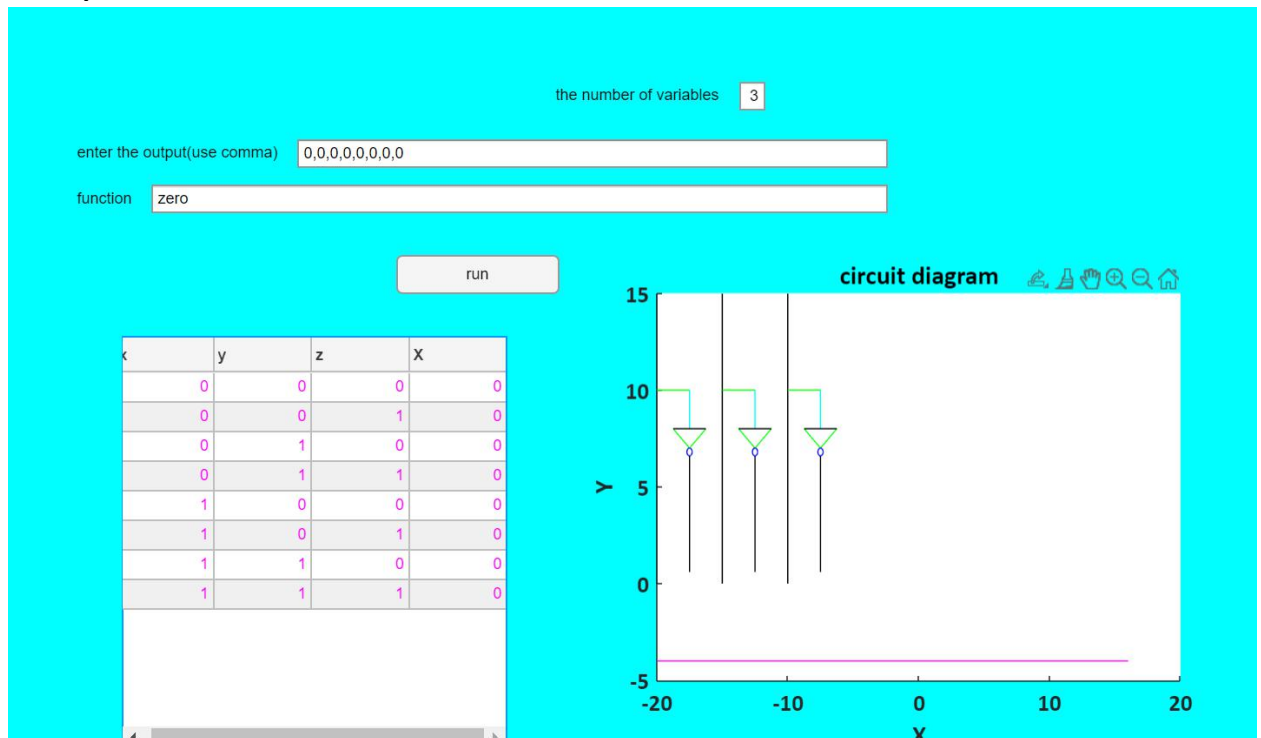 the number of variables 3
enter the output(use comma) 0,0,0,0,0,0,0,0
function zero
run
circuit diagram
x y z X
0 0 0 0
0 0 1 0
0 1 0 0
0 1 1 0
1 0 0 0
1 0 1 0
1 1 0 0
1 1 1 0
15
10
5
0
-5
Y
-20 -10 0 10 20
X